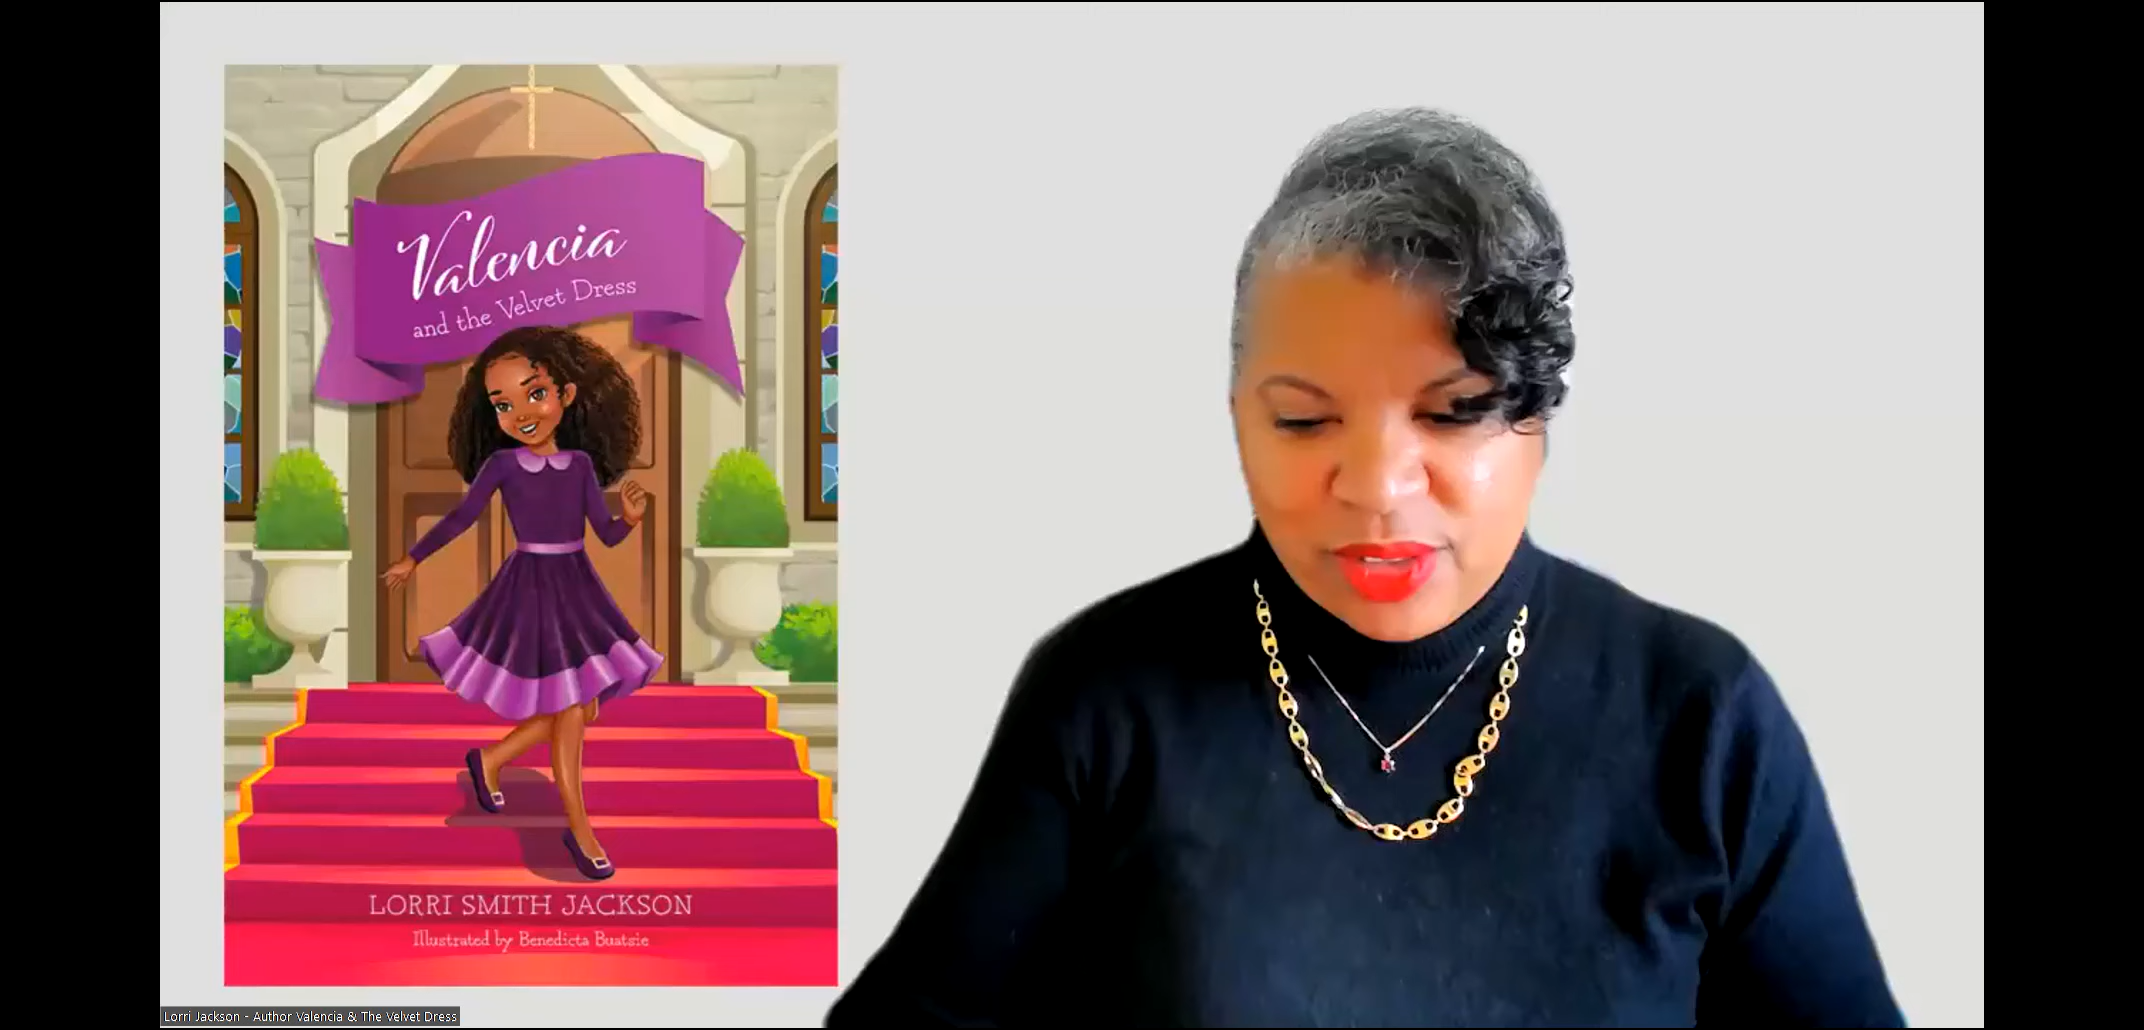 Valencia
and the Velvet Dress
LORRI SMITH JACKSON
Illustrated by Benedicta Buatsie
Lorri Jackson - Author Valencia & The Velvet Dress